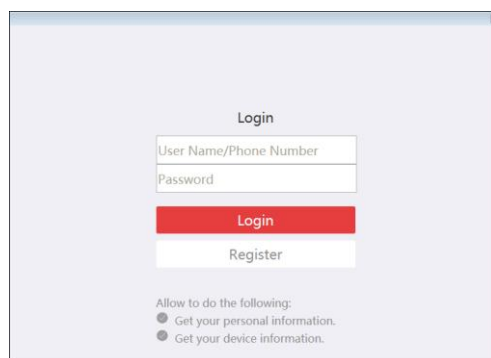 Login
User Name/Phone Number
Password
Login
Register
Allow to do the following:
Get your personal information.
Get your device information.